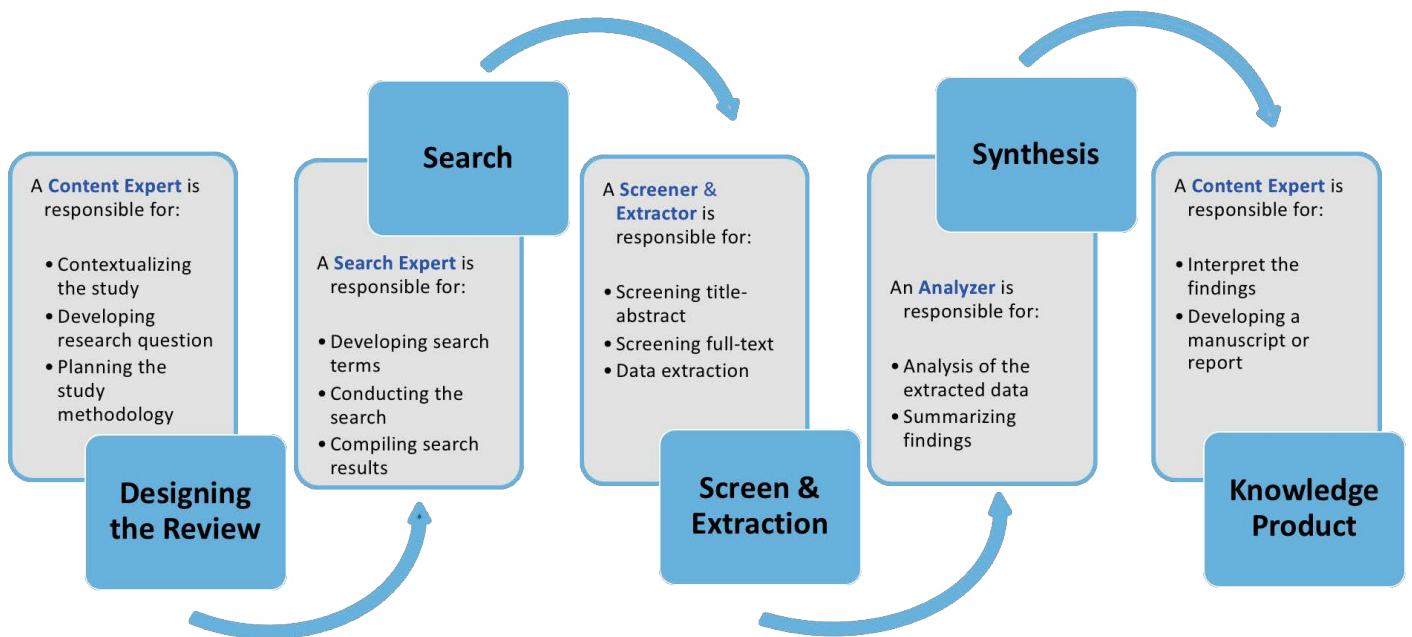 A Content Expert is
responsible for:
• Contextualizing
the study
• Developing
research question
• Planning the
study
methodology
Designing
the Review
Search
A Search Expert is
responsible for:
• Developing search
terms
• Conducting the
search
• Compiling search
results
A Screener &
Extractor is
responsible for:
• Screening title-
abstract
• Screening full-text
• Data extraction
Screen &
Extraction
Synthesis
An Analyzer is
responsible for:
• Analysis of the
extracted data
• Summarizing
findings
A Content Expert is
responsible for:
• Interpret the
findings
• Developing a
manuscript or
report
Knowledge
Product